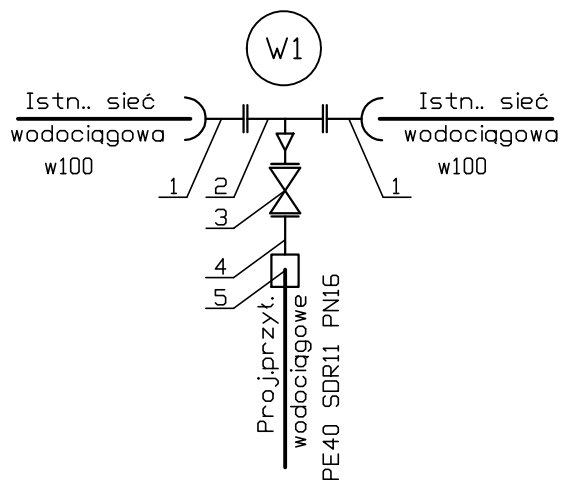 W1
Istn.. sieć
wodociągowa
w100
Istn.. sieć
wodociągowa
w100
1
2
1
3
4
5
Proj.przył.
wodociągowe
PE40 SDR11 PN16